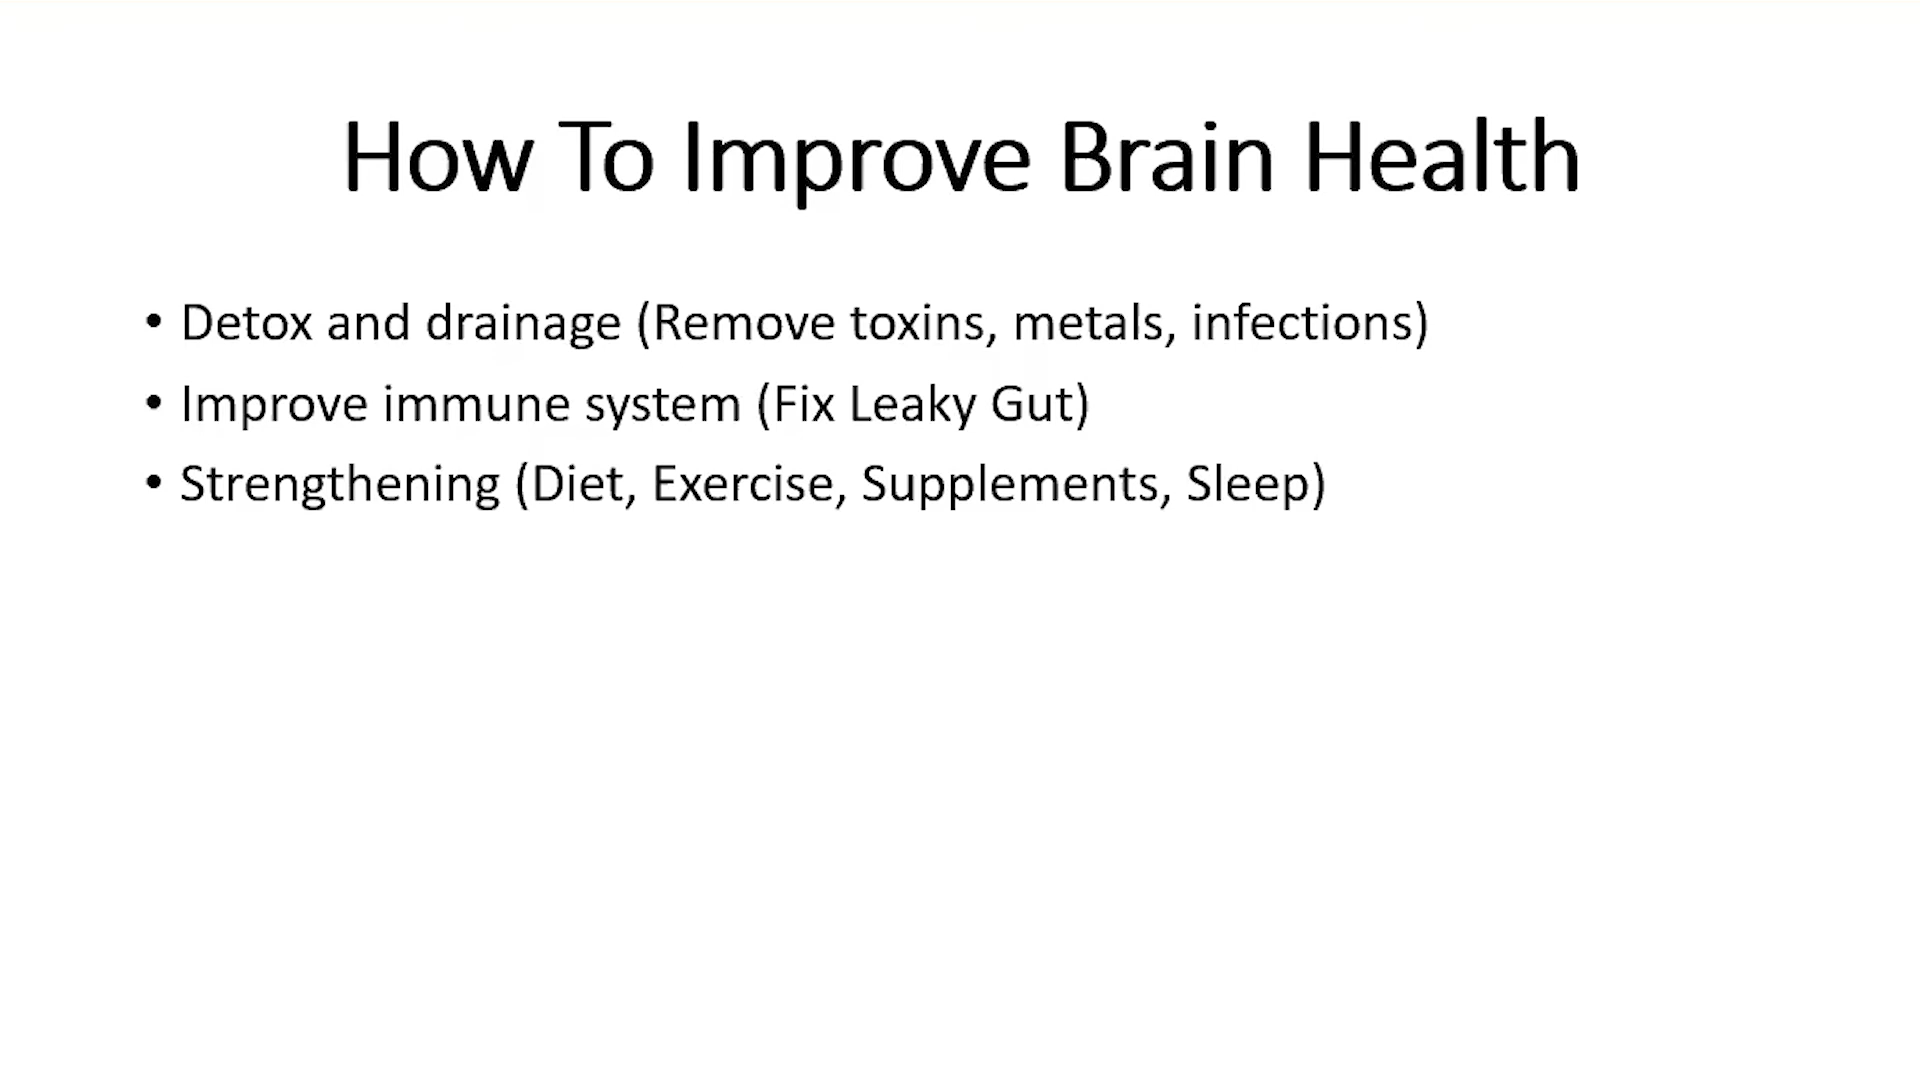 How To Improve Brain Health
• Detox and drainage (Remove toxins, metals, infections)
• Improve immune system (Fix Leaky Gut)
• Strengthening (Diet, Exercise, Supplements, Sleep)